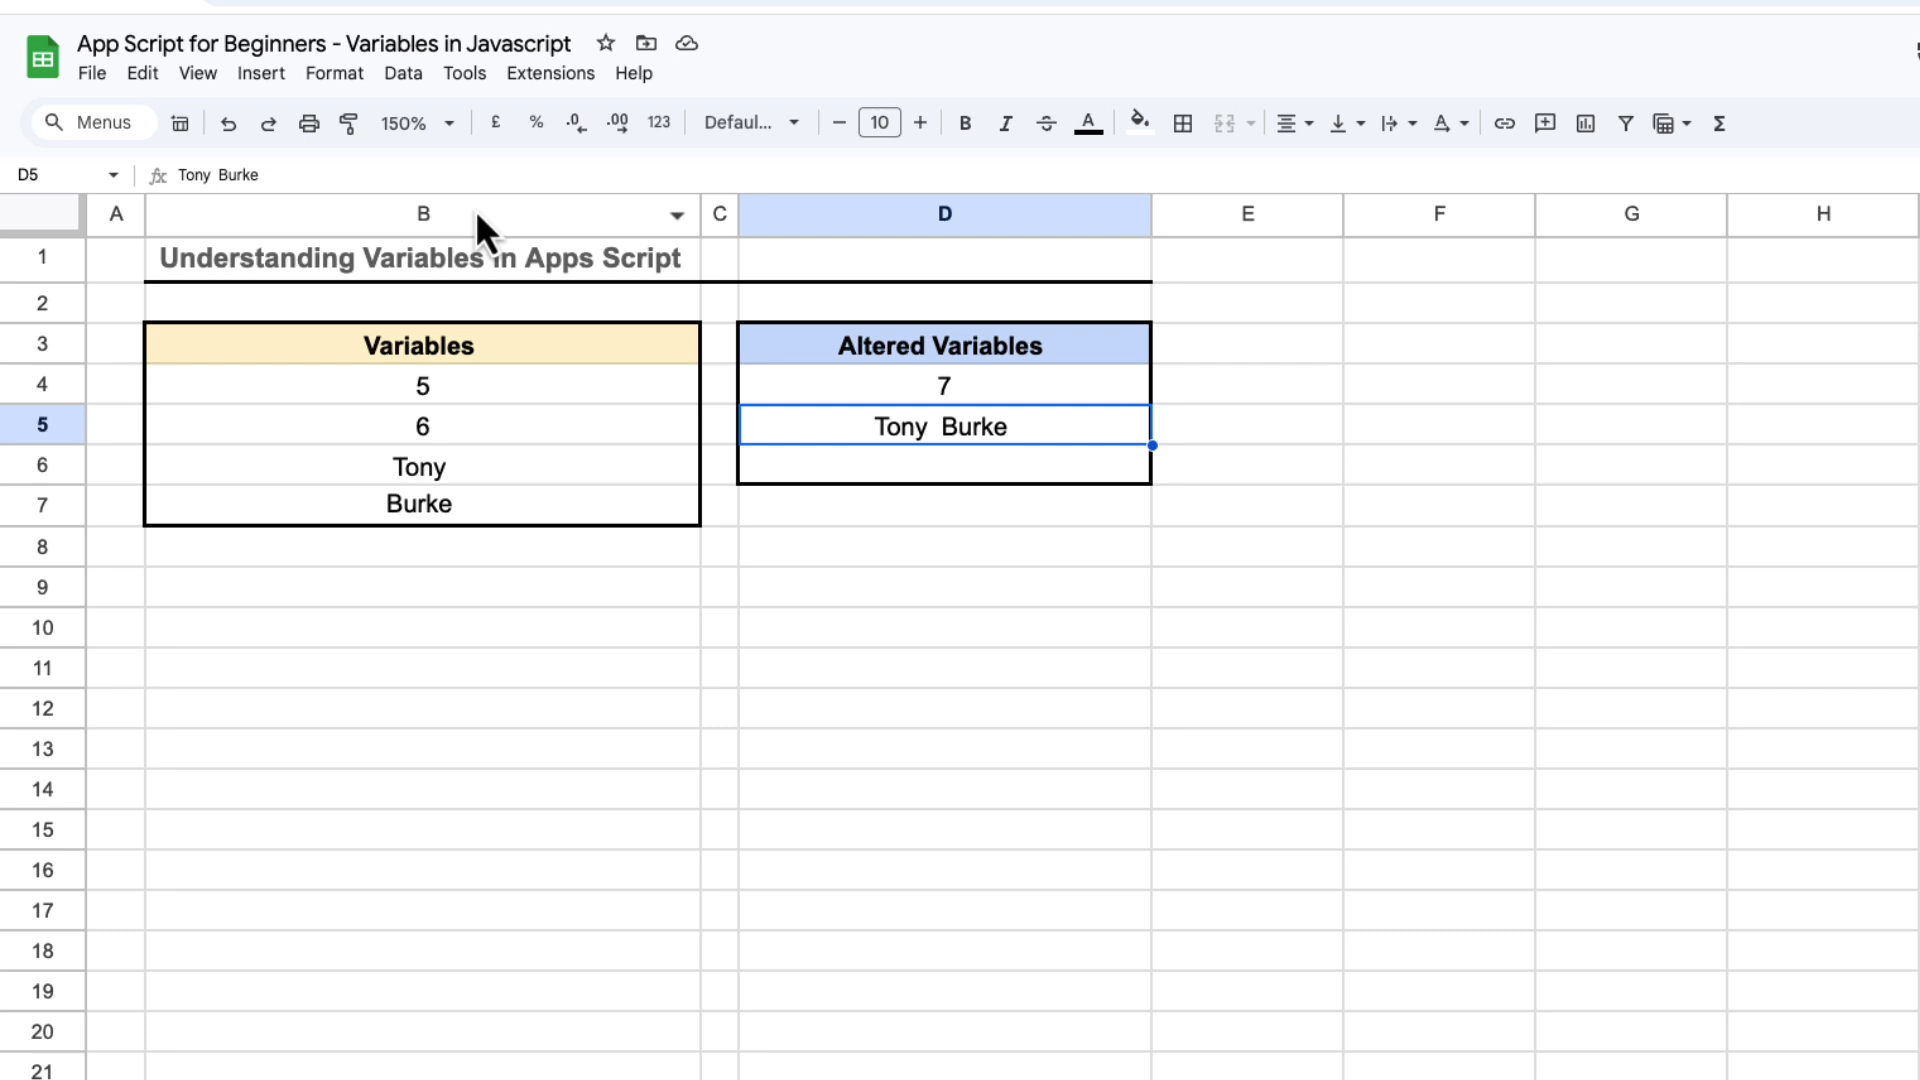 App Script for Beginners - Variables in Javascript
File Edit View Insert Format Data Tools Extensions Help
Menus 150% £ % .0 .00 123 Defaul... 10 B I S A A Σ
D5 fx Tony  Burke
A B C D E F G H
1 Understanding Variables in Apps Script
2
3 Variables Altered Variables
4 5 7
5 6 Tony  Burke
6 Tony
7 Burke
8
9
10
11
12
13
14
15
16
17
18
19
20
21